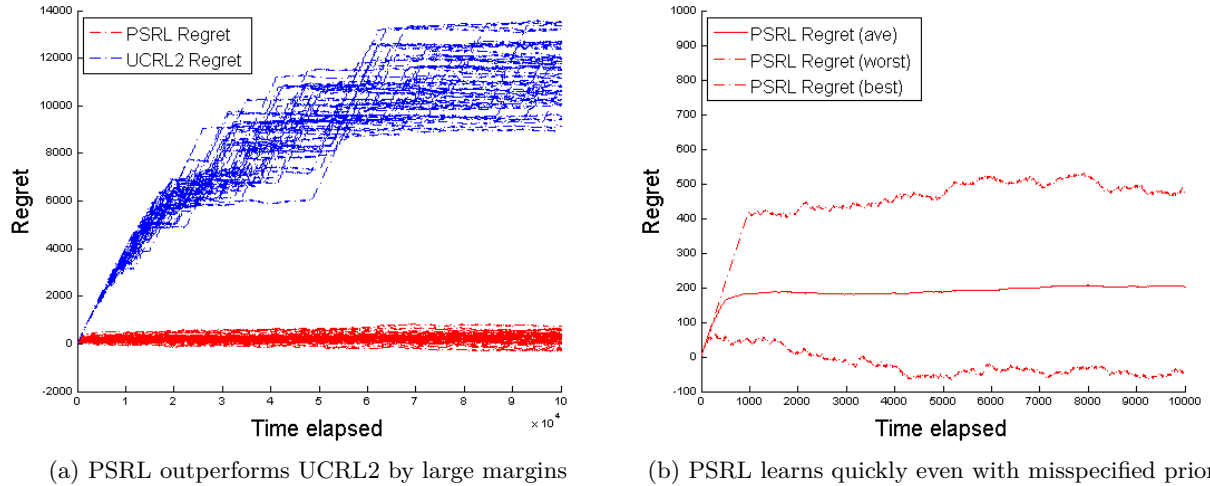 14000
12000
10000
8000
6000
4000
2000
0
-2000
Regret
PSRL Regret
UCRL2 Regret
0 1 2 3 4 5 6 7 8 9 10
× 10^4
Time elapsed
(a) PSRL outperforms UCRL2 by large margins
1000
900
800
700
600
500
400
300
200
100
0
-100
Regret
PSRL Regret (ave)
PSRL Regret (worst)
PSRL Regret (best)
0 1000 2000 3000 4000 5000 6000 7000 8000 9000 10000
Time elapsed
(b) PSRL learns quickly even with misspecified prior